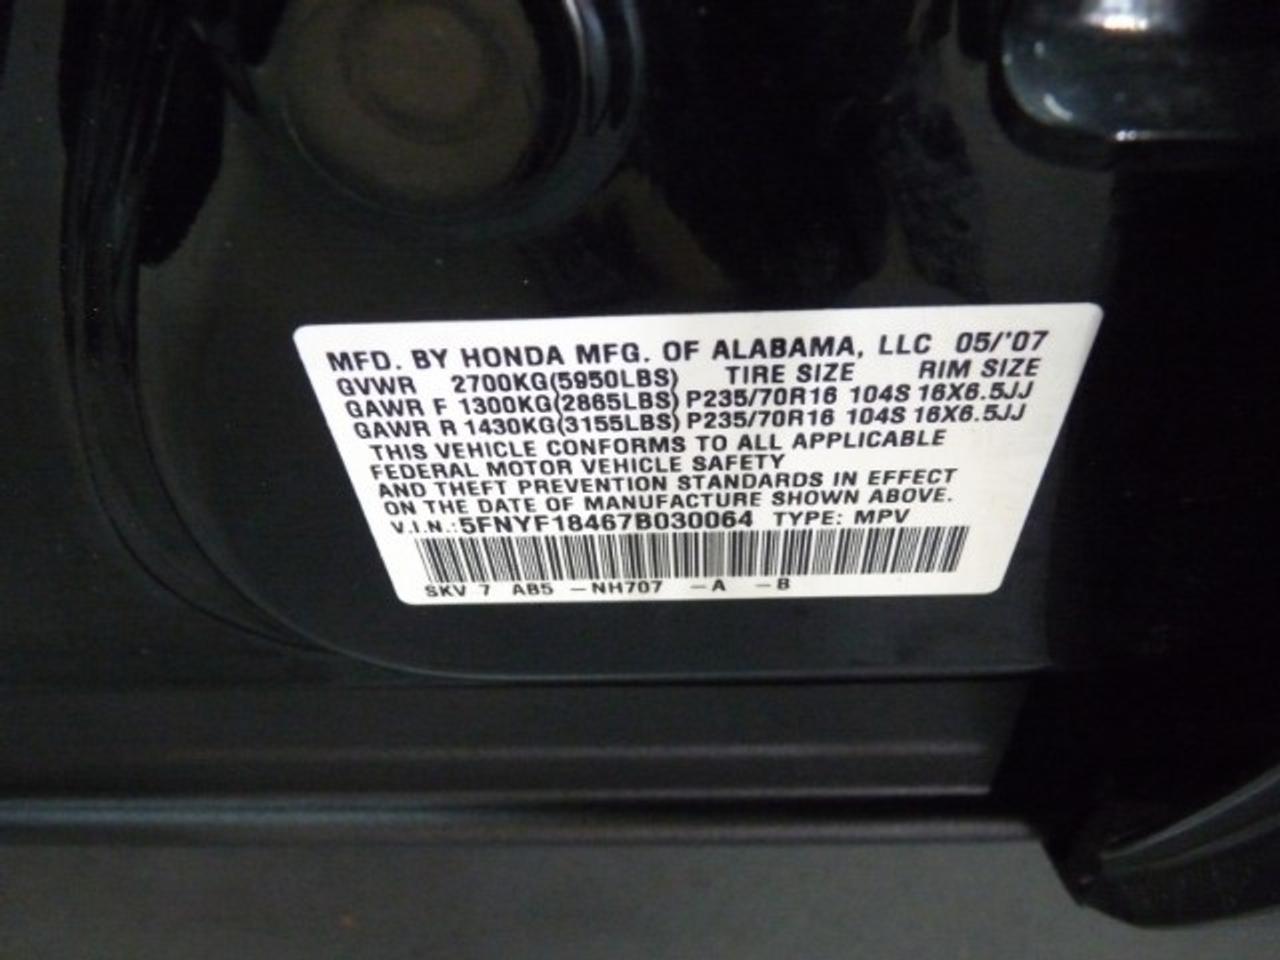 MFD. BY HONDA MFG. OF ALABAMA, LLC 05/'07
GVWR 2700KG(5950LBS) TIRE SIZE RIM SIZE
GAWR F 1300KG(2865LBS) P235/70R16 104S 16X6.5JJ
GAWR R 1430KG(3155LBS) P235/70R16 104S 16X6.5JJ
THIS VEHICLE CONFORMS TO ALL APPLICABLE
FEDERAL MOTOR VEHICLE SAFETY
AND THEFT PREVENTION STANDARDS IN EFFECT
ON THE DATE OF MANUFACTURE SHOWN ABOVE.
V.I.N.: 5FNYF18467B030064 TYPE: MPV
SKV 7 AB5 -NH707 -A -B